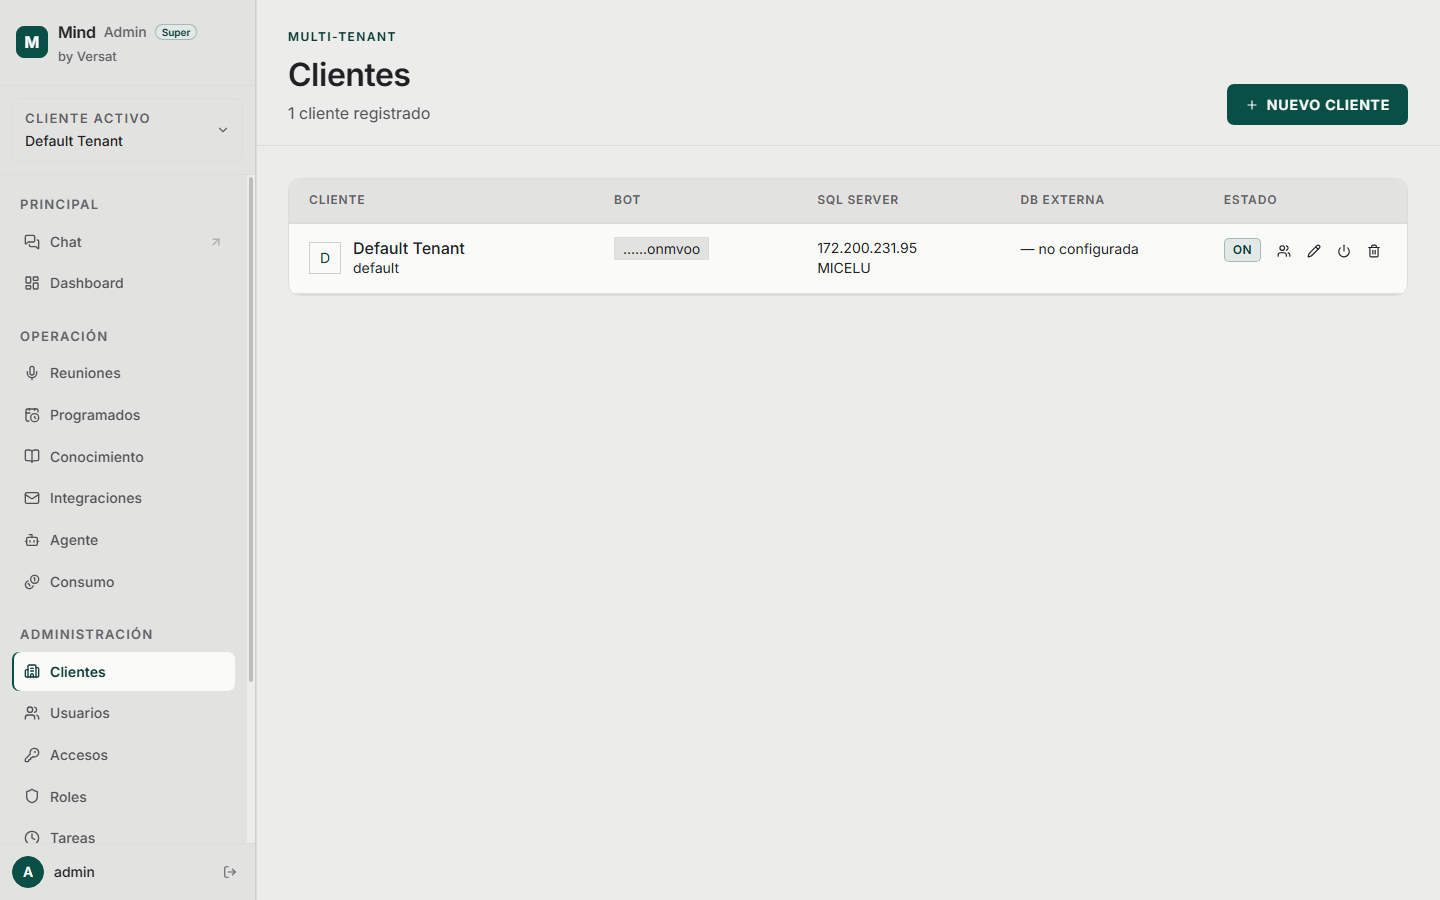 M
Mind Admin Super
by Versat
CLIENTE ACTIVO
Default Tenant
PRINCIPAL
Chat
Dashboard
OPERACIÓN
Reuniones
Programados
Conocimiento
Integraciones
Agente
Consumo
ADMINISTRACIÓN
Clientes
Usuarios
Accesos
Roles
Tareas
A admin
MULTI-TENANT
Clientes
1 cliente registrado
+ NUEVO CLIENTE
CLIENTE BOT SQL SERVER DB EXTERNA ESTADO
D Default Tenant ......onmvoo 172.200.231.95 — no configurada ON
default MICELU